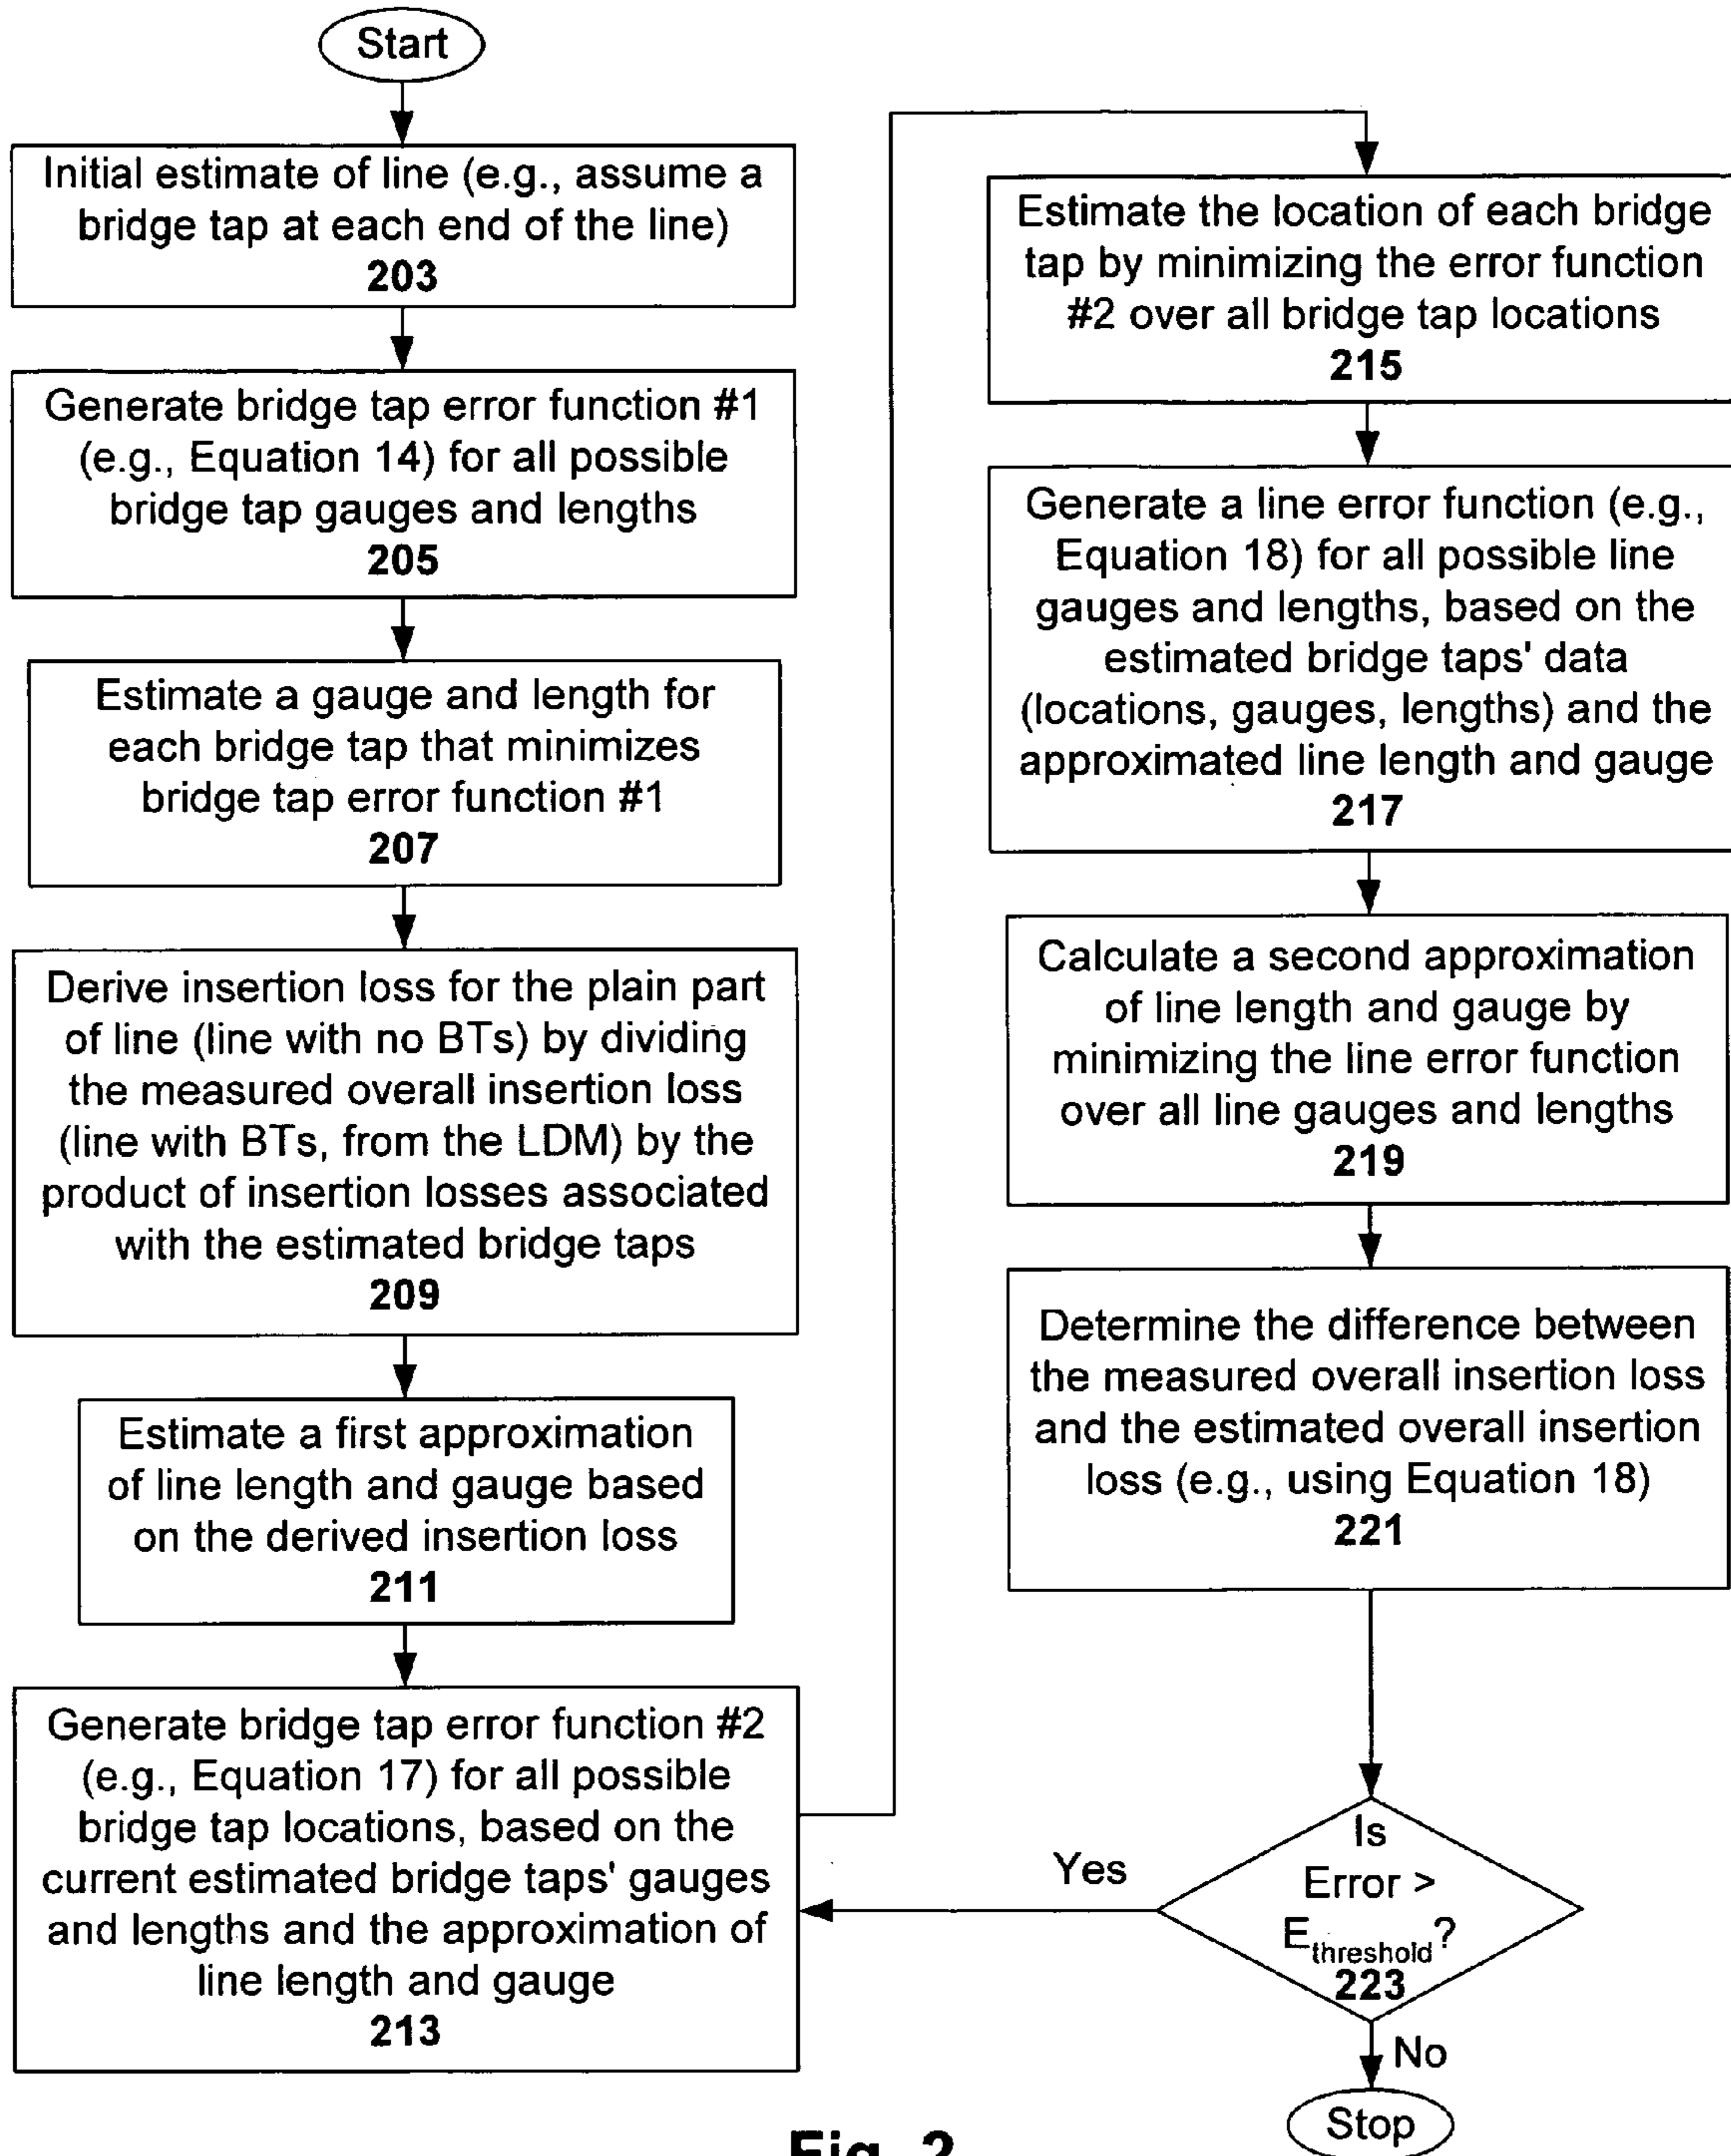 Start
Initial estimate of line (e.g., assume a
bridge tap at each end of the line)
203
Generate bridge tap error function #1
(e.g., Equation 14) for all possible
bridge tap gauges and lengths
205
Estimate a gauge and length for
each bridge tap that minimizes
bridge tap error function #1
207
Derive insertion loss for the plain part
of line (line with no BTs) by dividing
the measured overall insertion loss
(line with BTs, from the LDM) by the
product of insertion losses associated
with the estimated bridge taps
209
Estimate a first approximation
of line length and gauge based
on the derived insertion loss
211
Generate bridge tap error function #2
(e.g., Equation 17) for all possible
bridge tap locations, based on the
current estimated bridge taps' gauges
and lengths and the approximation of
line length and gauge
213
Estimate the location of each bridge
tap by minimizing the error function
#2 over all bridge tap locations
215
Generate a line error function (e.g.,
Equation 18) for all possible line
gauges and lengths, based on the
estimated bridge taps' data
(locations, gauges, lengths) and the
approximated line length and gauge
217
Calculate a second approximation
of line length and gauge by
minimizing the line error function
over all line gauges and lengths
219
Determine the difference between
the measured overall insertion loss
and the estimated overall insertion
loss (e.g., using Equation 18)
221
Is
Error >
Ethreshold?
223
Yes
No
Stop
Fig. 2